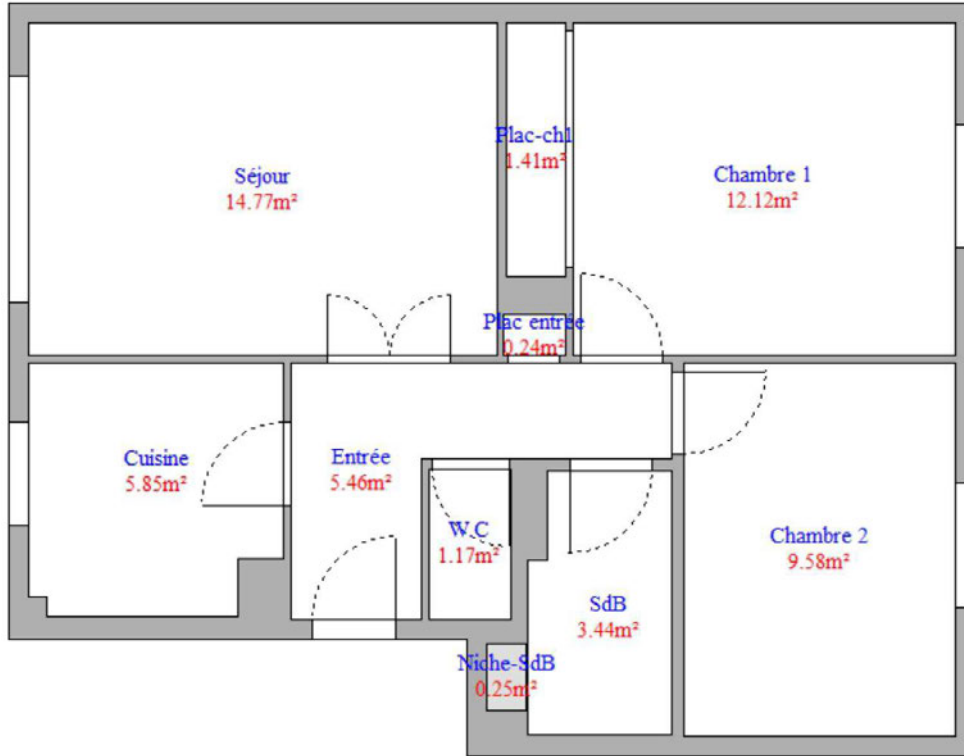 Plac-ch1
1.41m²
Séjour
14.77m²
Chambre 1
12.12m²
Plac entrée
0.24m²
Cuisine
5.85m²
Entrée
5.46m²
W.C
1.17m²
Chambre 2
9.58m²
SdB
3.44m²
Niche-SdB
0.25m²